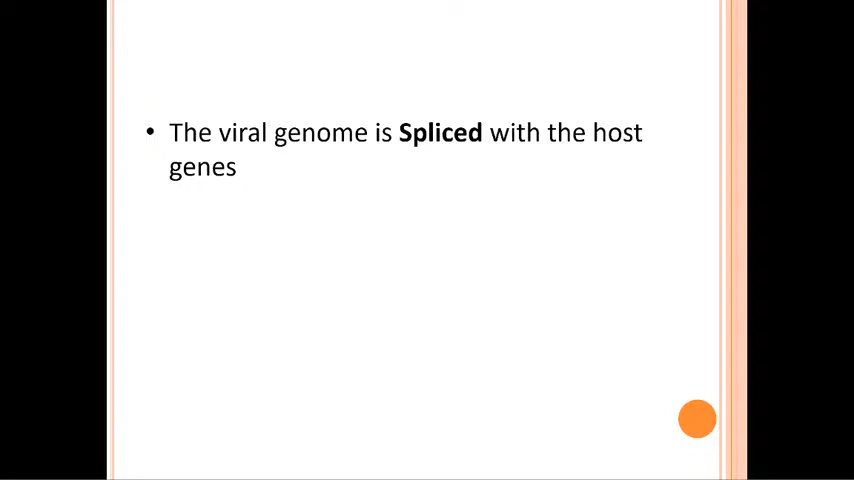 • The viral genome is Spliced with the host
genes